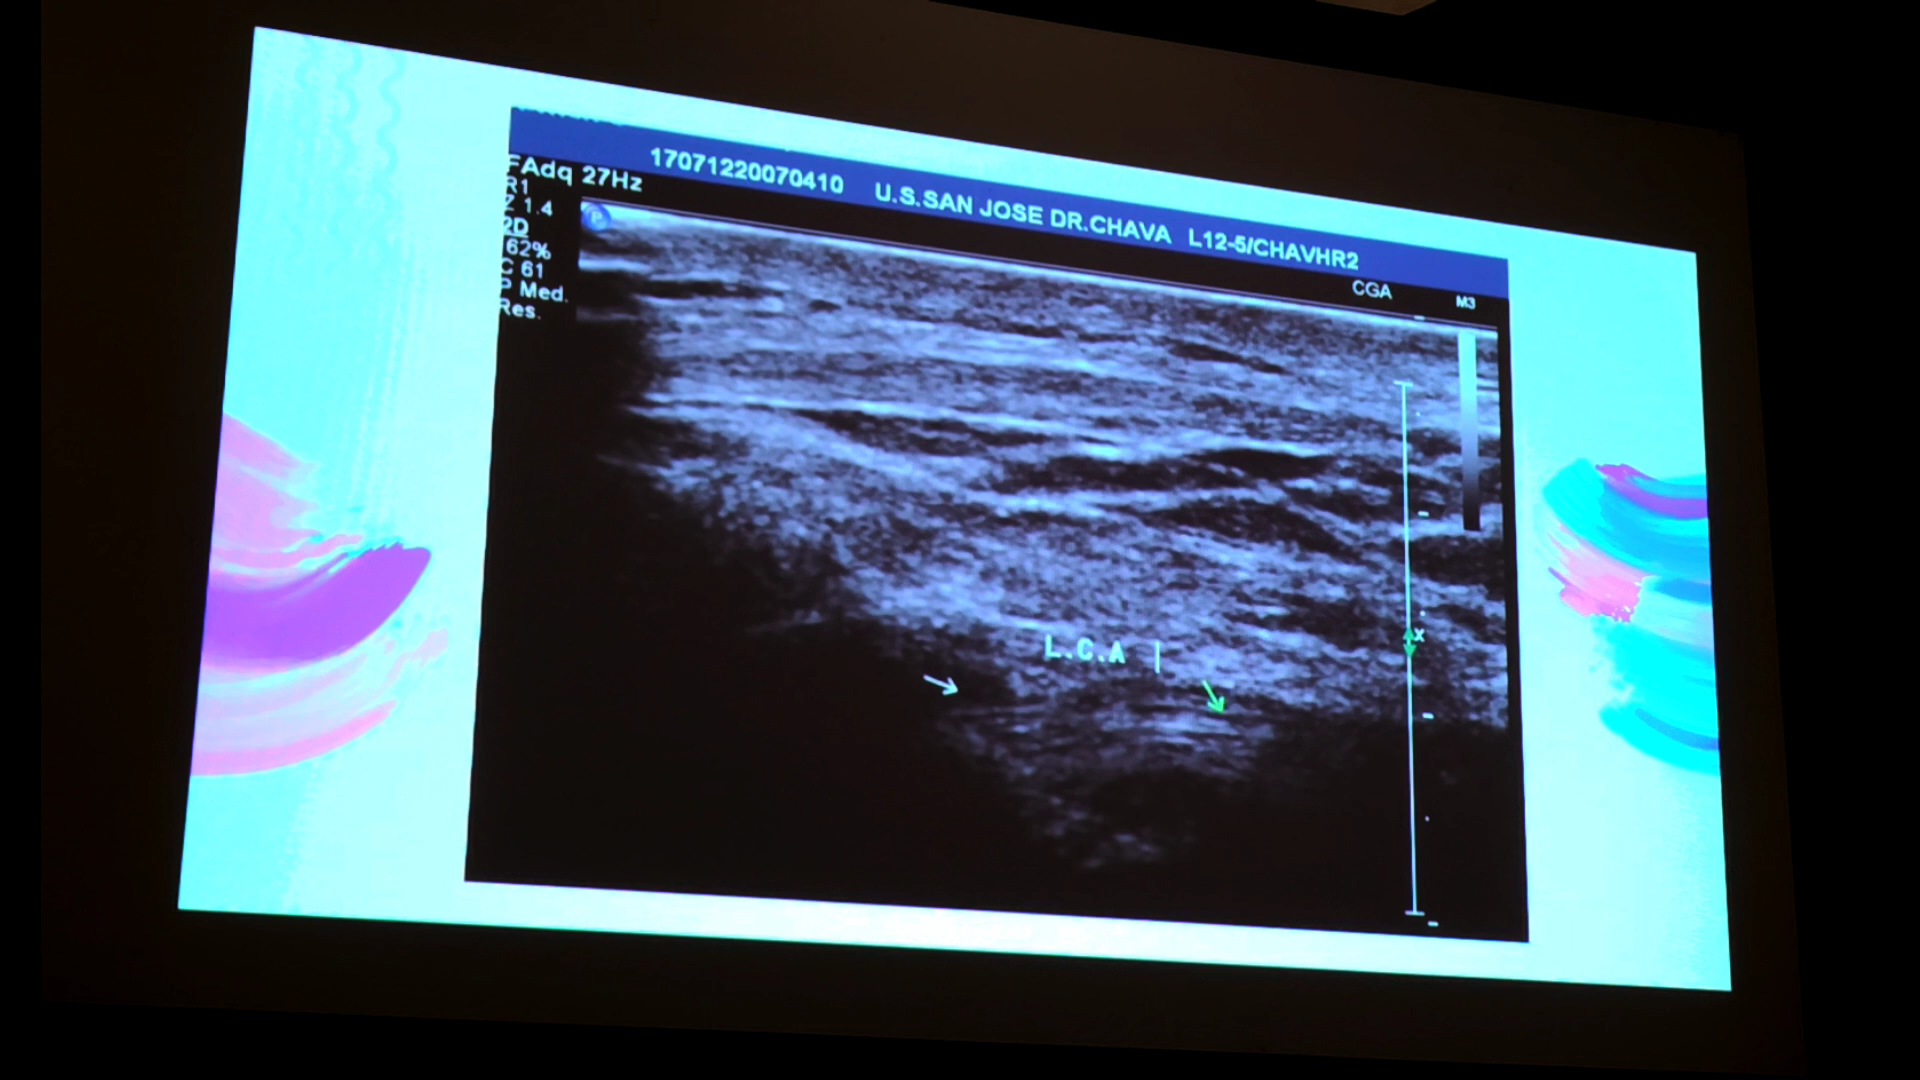 17071220070410 U.S.SAN JOSE DR.CHAVA L12-5/CHAVHR2
FAdq 27Hz
R1
Z 1.4
2D
62%
C 61
P Med.
Res.
P
CGA
M3
x
L.C.A